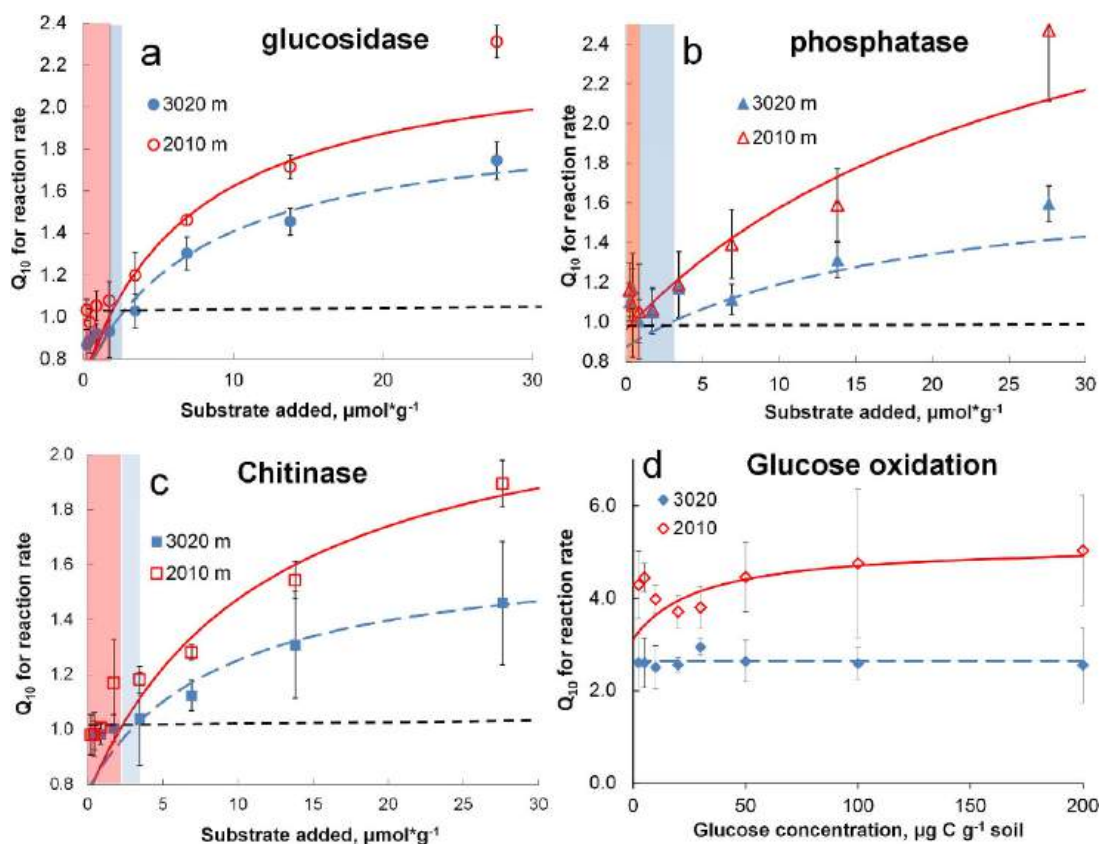 a
glucosidase
3020 m
2010 m
Q10 for reaction rate
2.4
2.2
2.0
1.8
1.6
1.4
1.2
1.0
0.8
0
10
20
30
Substrate added, µmol*g-1
b
phosphatase
3020 m
2010 m
Q10 for reaction rate
2.4
2.2
2.0
1.8
1.6
1.4
1.2
1.0
0.8
0
5
10
15
20
25
30
Substrate added, µmol*g-1
c
Chitinase
3020 m
2010 m
Q10 for reaction rate
2.0
1.8
1.6
1.4
1.2
1.0
0.8
0
5
10
15
20
25
30
Substrate added, µmol*g-1
d
Glucose oxidation
3020
2010
Q10 for reaction rate
6.0
4.0
2.0
0.0
0
50
100
150
200
Glucose concentration, µg C g-1 soil